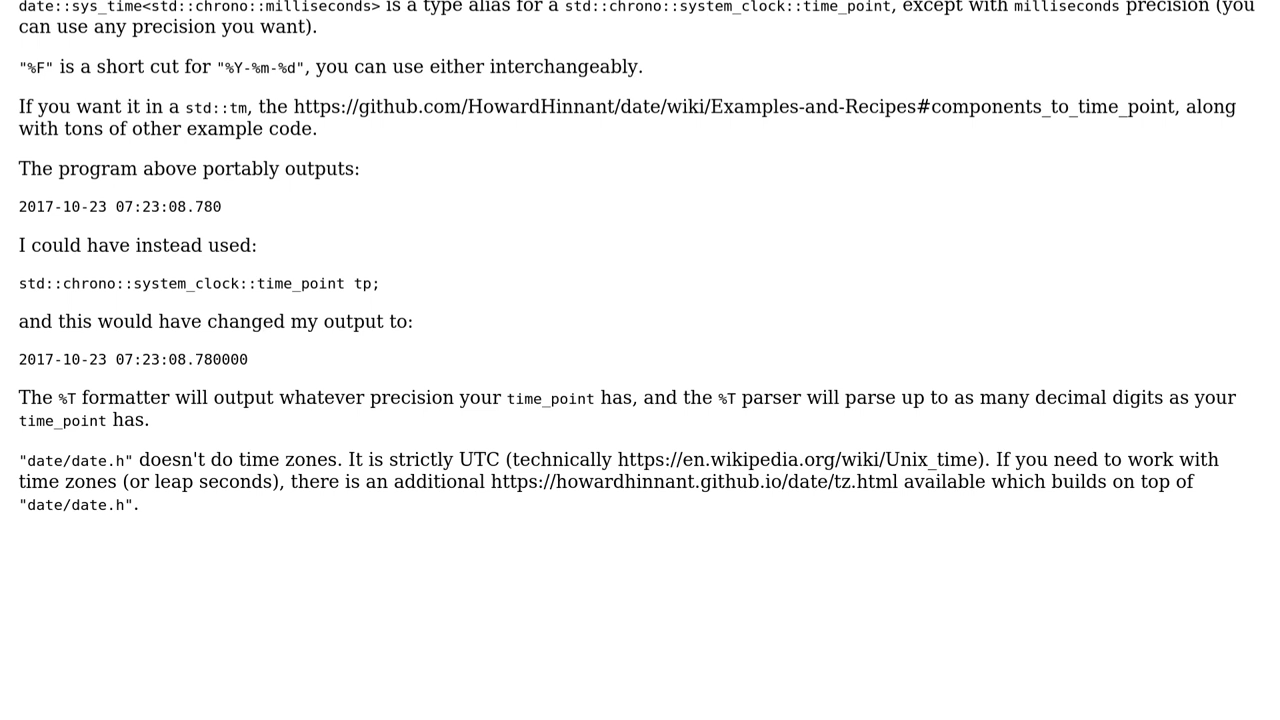 date::sys_time<std::chrono::milliseconds> is a type alias for a std::chrono::system_clock::time_point, except with milliseconds precision (you
can use any precision you want).
"%F" is a short cut for "%Y-%m-%d", you can use either interchangeably.
If you want it in a std::tm, the https://github.com/HowardHinnant/date/wiki/Examples-and-Recipes#components_to_time_point, along
with tons of other example code.
The program above portably outputs:
2017-10-23 07:23:08.780
I could have instead used:
std::chrono::system_clock::time_point tp;
and this would have changed my output to:
2017-10-23 07:23:08.780000
The %T formatter will output whatever precision your time_point has, and the %T parser will parse up to as many decimal digits as your
time_point has.
"date/date.h" doesn't do time zones. It is strictly UTC (technically https://en.wikipedia.org/wiki/Unix_time). If you need to work with
time zones (or leap seconds), there is an additional https://howardhinnant.github.io/date/tz.html available which builds on top of
"date/date.h".